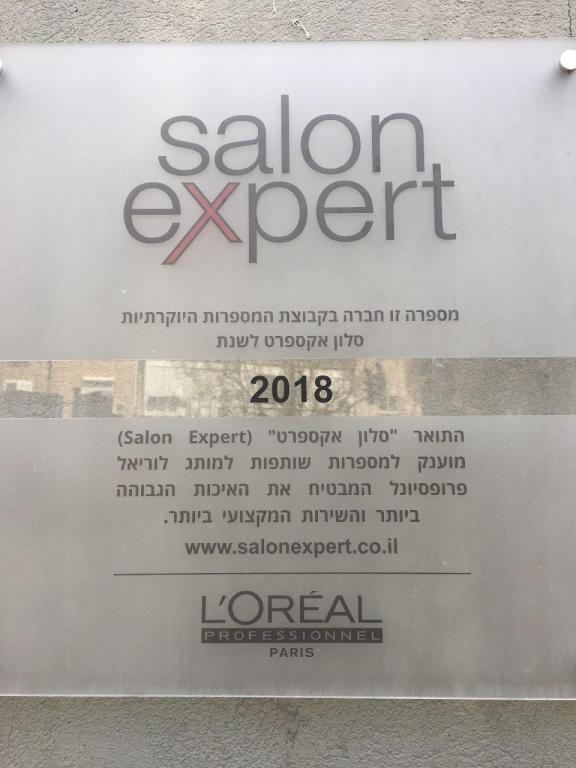 salon
expert
מספרה זו חברה בקבוצת המספרות היוקרתיות
סלון אקספרט לשנת
2018
התואר "סלון אקספרט" (Salon Expert)
מוענק למספרות שותפות למותג לוריאל
פרופסיונל המבטיח את האיכות הגבוהה
ביותר והשירות המקצועי ביותר.
www.salonexpert.co.il
L'ORÉAL
PROFESSIONNEL
PARIS